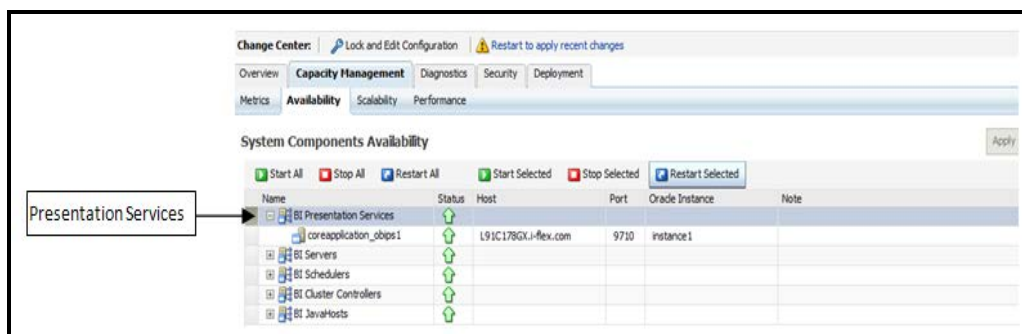 Change Center: Lock and Edit Configuration Restart to apply recent changes
Overview Capacity Management Diagnostics Security Deployment
Metrics Availability Scalability Performance
System Components Availability Apply
Start All Stop All Restart All Start Selected Stop Selected Restart Selected
Name Status Host Port Oracle Instance Note
Presentation Services
BI Presentation Services
coreapplication_obips1 L91C178GX.i-flex.com 9710 instance1
BI Servers
BI Schedulers
BI Cluster Controllers
BI JavaHosts